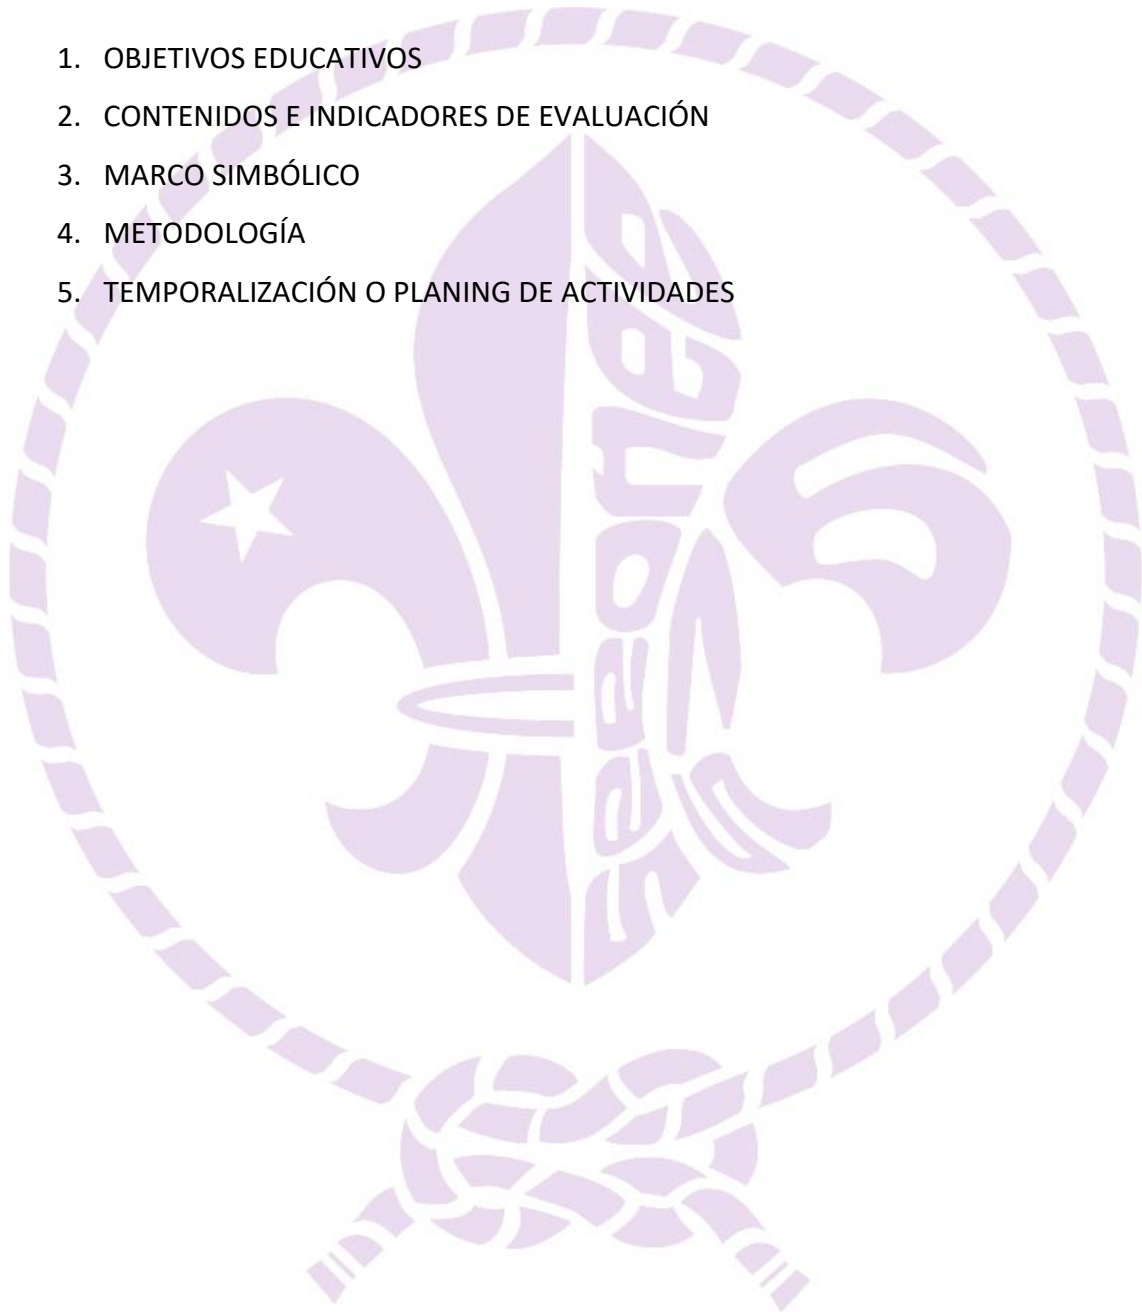 1. OBJETIVOS EDUCATIVOS
2. CONTENIDOS E INDICADORES DE EVALUACIÓN
3. MARCO SIMBÓLICO
4. METODOLOGÍA
5. TEMPORALIZACIÓN O PLANING DE ACTIVIDADES